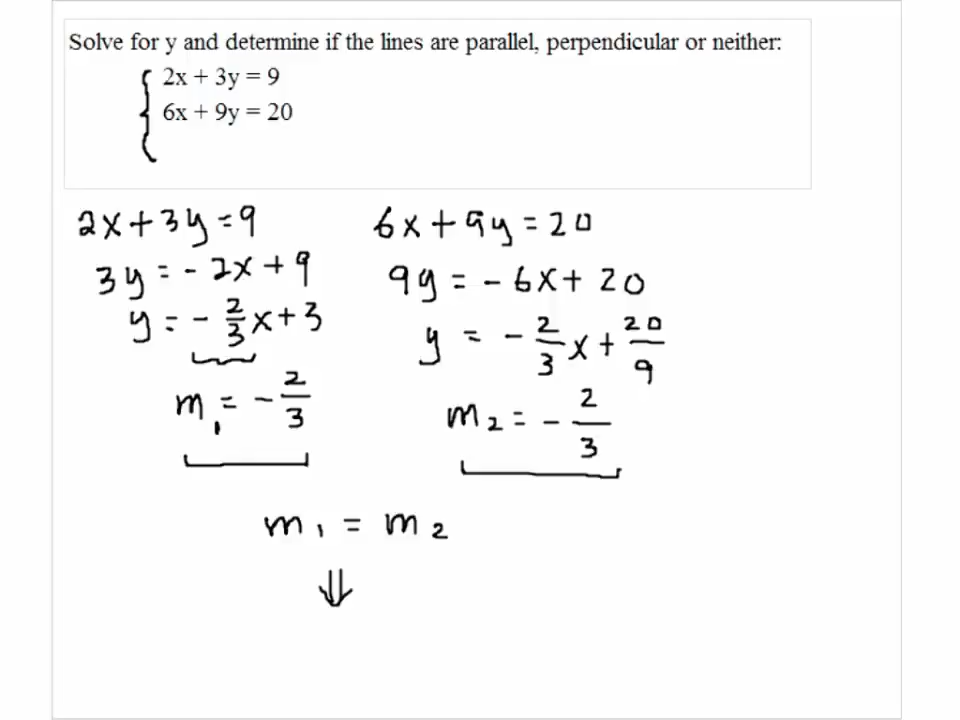 Solve for y and determine if the lines are parallel, perpendicular or neither:
2x + 3y = 9
6x + 9y = 20
2x + 3y = 9
3y = - 2x + 9
y = - 2/3 x + 3
m₁ = - 2/3
6x + 9y = 20
9y = - 6x + 20
y = - 2/3 x + 20/9
m₂ = - 2/3
m₁ = m₂
⇓